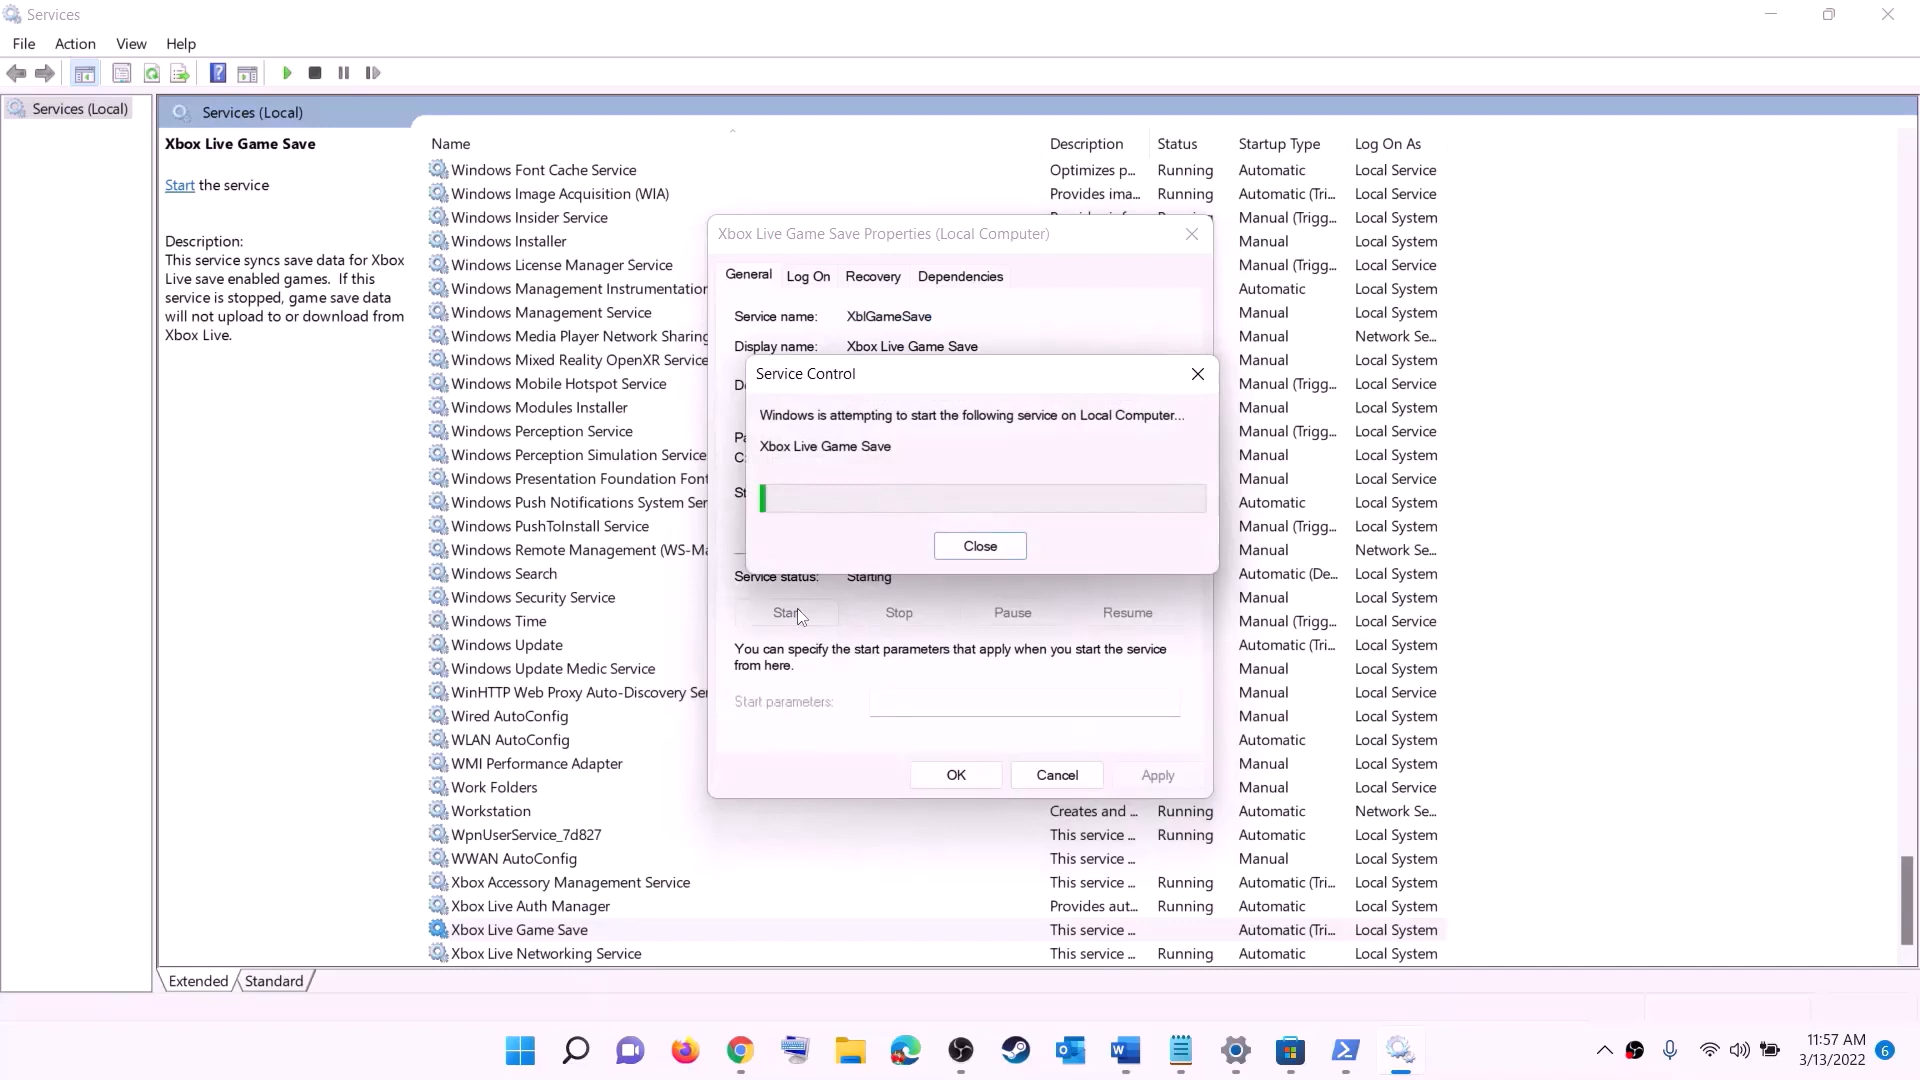 Services
File Action View Help
Services (Local)
Services (Local)
Xbox Live Game Save
Start the service
Description:
This service syncs save data for Xbox
Live save enabled games. If this
service is stopped, game save data
will not upload to or download from
Xbox Live.
Name Description Status Startup Type Log On As
Windows Font Cache Service Optimizes p... Running Automatic Local Service
Windows Image Acquisition (WIA) Provides ima... Running Automatic (Tri... Local Service
Windows Insider Service Manual (Trigg... Local System
Windows Installer Manual Local System
Windows License Manager Service Manual (Trigg... Local Service
Windows Management Instrumentation Automatic Local System
Windows Management Service Manual Local System
Windows Media Player Network Sharing Manual Network Se...
Windows Mixed Reality OpenXR Service Manual Local System
Windows Mobile Hotspot Service Manual (Trigg... Local Service
Windows Modules Installer Manual Local System
Windows Perception Service Manual (Trigg... Local Service
Windows Perception Simulation Service Manual Local System
Windows Presentation Foundation Font Manual Local Service
Windows Push Notifications System Ser Automatic Local System
Windows PushToInstall Service Manual (Trigg... Local System
Windows Remote Management (WS-Ma Manual Network Se...
Windows Search Automatic (De... Local System
Windows Security Service Manual Local System
Windows Time Manual (Trigg... Local Service
Windows Update Automatic (Tri... Local System
Windows Update Medic Service Manual Local System
WinHTTP Web Proxy Auto-Discovery Ser Manual Local Service
Wired AutoConfig Manual Local System
WLAN AutoConfig Automatic Local System
WMI Performance Adapter Manual Local System
Work Folders Manual Local Service
Workstation Creates and ... Running Automatic Network Se...
WpnUserService_7d827 This service ... Running Automatic Local System
WWAN AutoConfig This service ... Manual Local System
Xbox Accessory Management Service This service ... Running Automatic (Tri... Local System
Xbox Live Auth Manager Provides aut... Running Automatic Local System
Xbox Live Game Save This service ... Automatic (Tri... Local System
Xbox Live Networking Service This service ... Running Automatic Local System
Xbox Live Game Save Properties (Local Computer)
General Log On Recovery Dependencies
Service name: XblGameSave
Display name: Xbox Live Game Save
Service Control
Windows is attempting to start the following service on Local Computer...
Xbox Live Game Save
Close
Service status: Starting
Start Stop Pause Resume
You can specify the start parameters that apply when you start the service
from here.
Start parameters:
OK Cancel Apply
Extended Standard
11:57 AM
3/13/2022
6